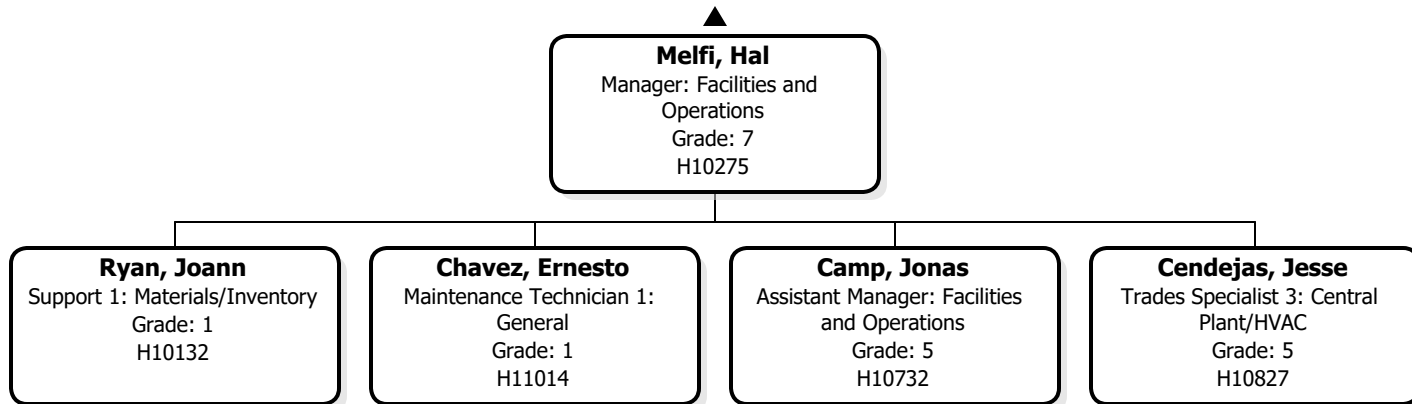 Melfi, Hal
Manager: Facilities and
Operations
Grade: 7
H10275
Ryan, Joann
Support 1: Materials/Inventory
Grade: 1
H10132
Chavez, Ernesto
Maintenance Technician 1:
General
Grade: 1
H11014
Camp, Jonas
Assistant Manager: Facilities
and Operations
Grade: 5
H10732
Cendejas, Jesse
Trades Specialist 3: Central
Plant/HVAC
Grade: 5
H10827